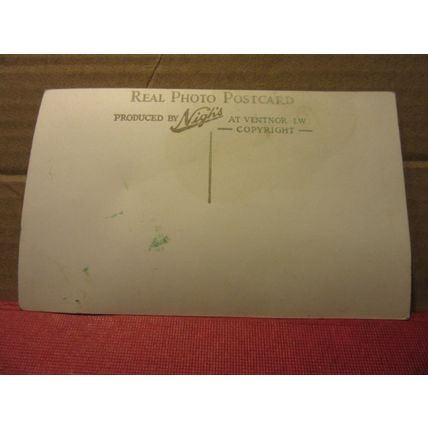 REAL PHOTO POSTCARD
PRODUCED BY Nigh's AT VENTNOR I.W
— COPYRIGHT —